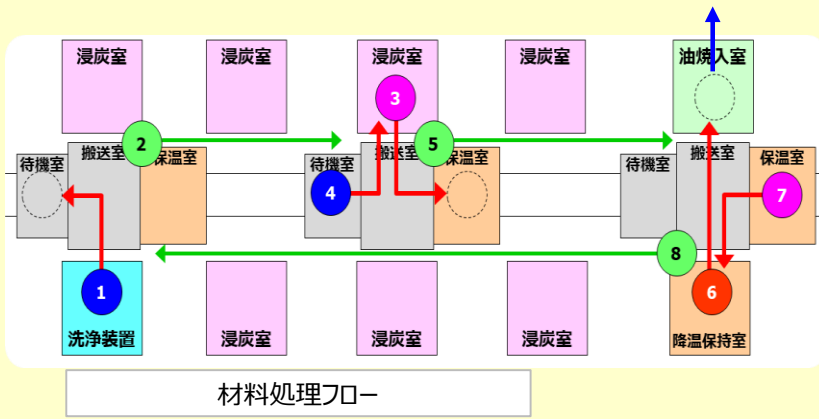 浸炭室
浸炭室
浸炭室
浸炭室
油焼入室
3
2
5
待機室
搬送室
保温室
待機室
搬送室
保温室
待機室
搬送室
保温室
4
7
8
1
6
洗浄装置
浸炭室
浸炭室
浸炭室
降温保持室
材料処理フロー